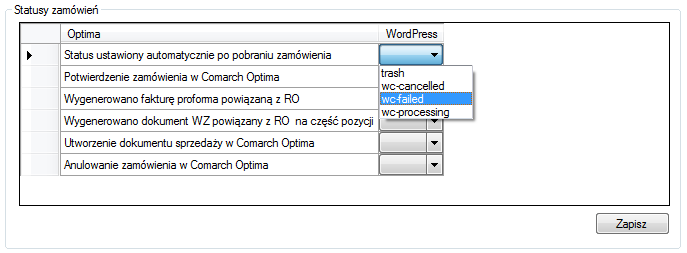 Statusy zamówień
Optima WordPress
Status ustawiony automatycznie po pobraniu zamówienia
trash
Potwierdzenie zamówienia w Comarch Optima
wc-cancelled
Wygenerowano fakturę proforma powiązaną z RO
wc-failed
wc-processing
Wygenerowano dokument WZ powiązany z RO na część pozycji
Utworzenie dokumentu sprzedaży w Comarch Optima
Anulowanie zamówienia w Comarch Optima
Zapisz